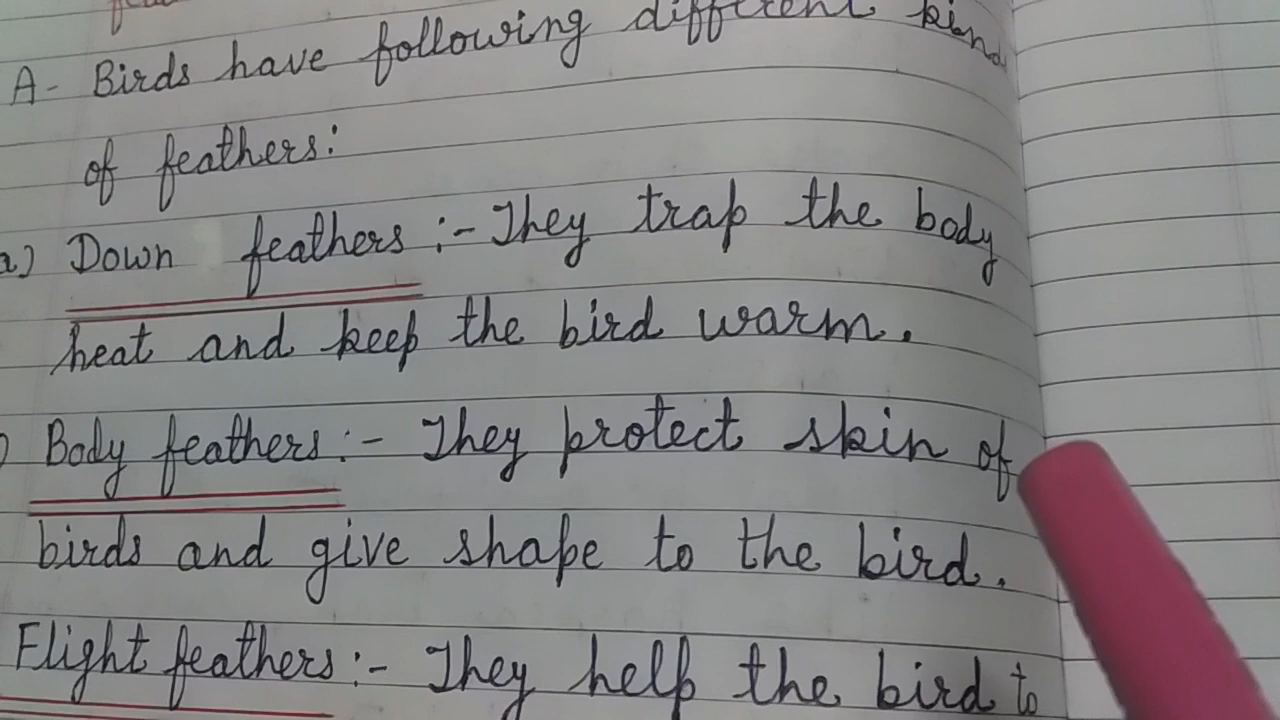 A- Birds have following different kind
of feathers:
a) Down feathers :- They trap the body
heat and keep the bird warm.
) Body feathers :- They protect skin of
birds and give shape to the bird.
Flight feathers :- They help the bird to